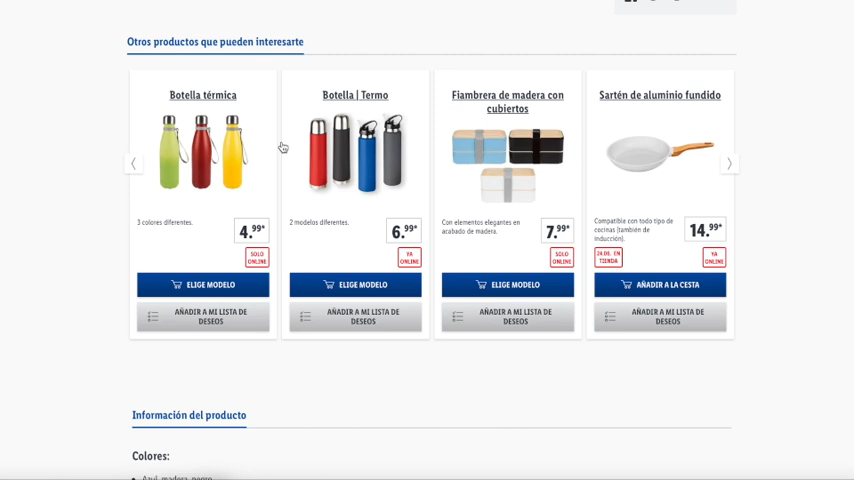 Otros productos que pueden interesarte
Botella térmica
3 colores diferentes.
4.99*
SOLO
ONLINE
ELIGE MODELO
AÑADIR A MI LISTA DE
DESEOS
Botella | Termo
2 modelos diferentes.
6.99*
YA
ONLINE
ELIGE MODELO
AÑADIR A MI LISTA DE
DESEOS
Fiambrera de madera con
cubiertos
Con elementos elegantes en
acabado de madera.
7.99*
SOLO
ONLINE
ELIGE MODELO
AÑADIR A MI LISTA DE
DESEOS
Sartén de aluminio fundido
Compatible con todo tipo de
cocinas (también de
inducción).
14.99*
24.09. EN
TIENDA
YA
ONLINE
AÑADIR A LA CESTA
AÑADIR A MI LISTA DE
DESEOS
Información del producto
Colores:
Azul, madera, negro